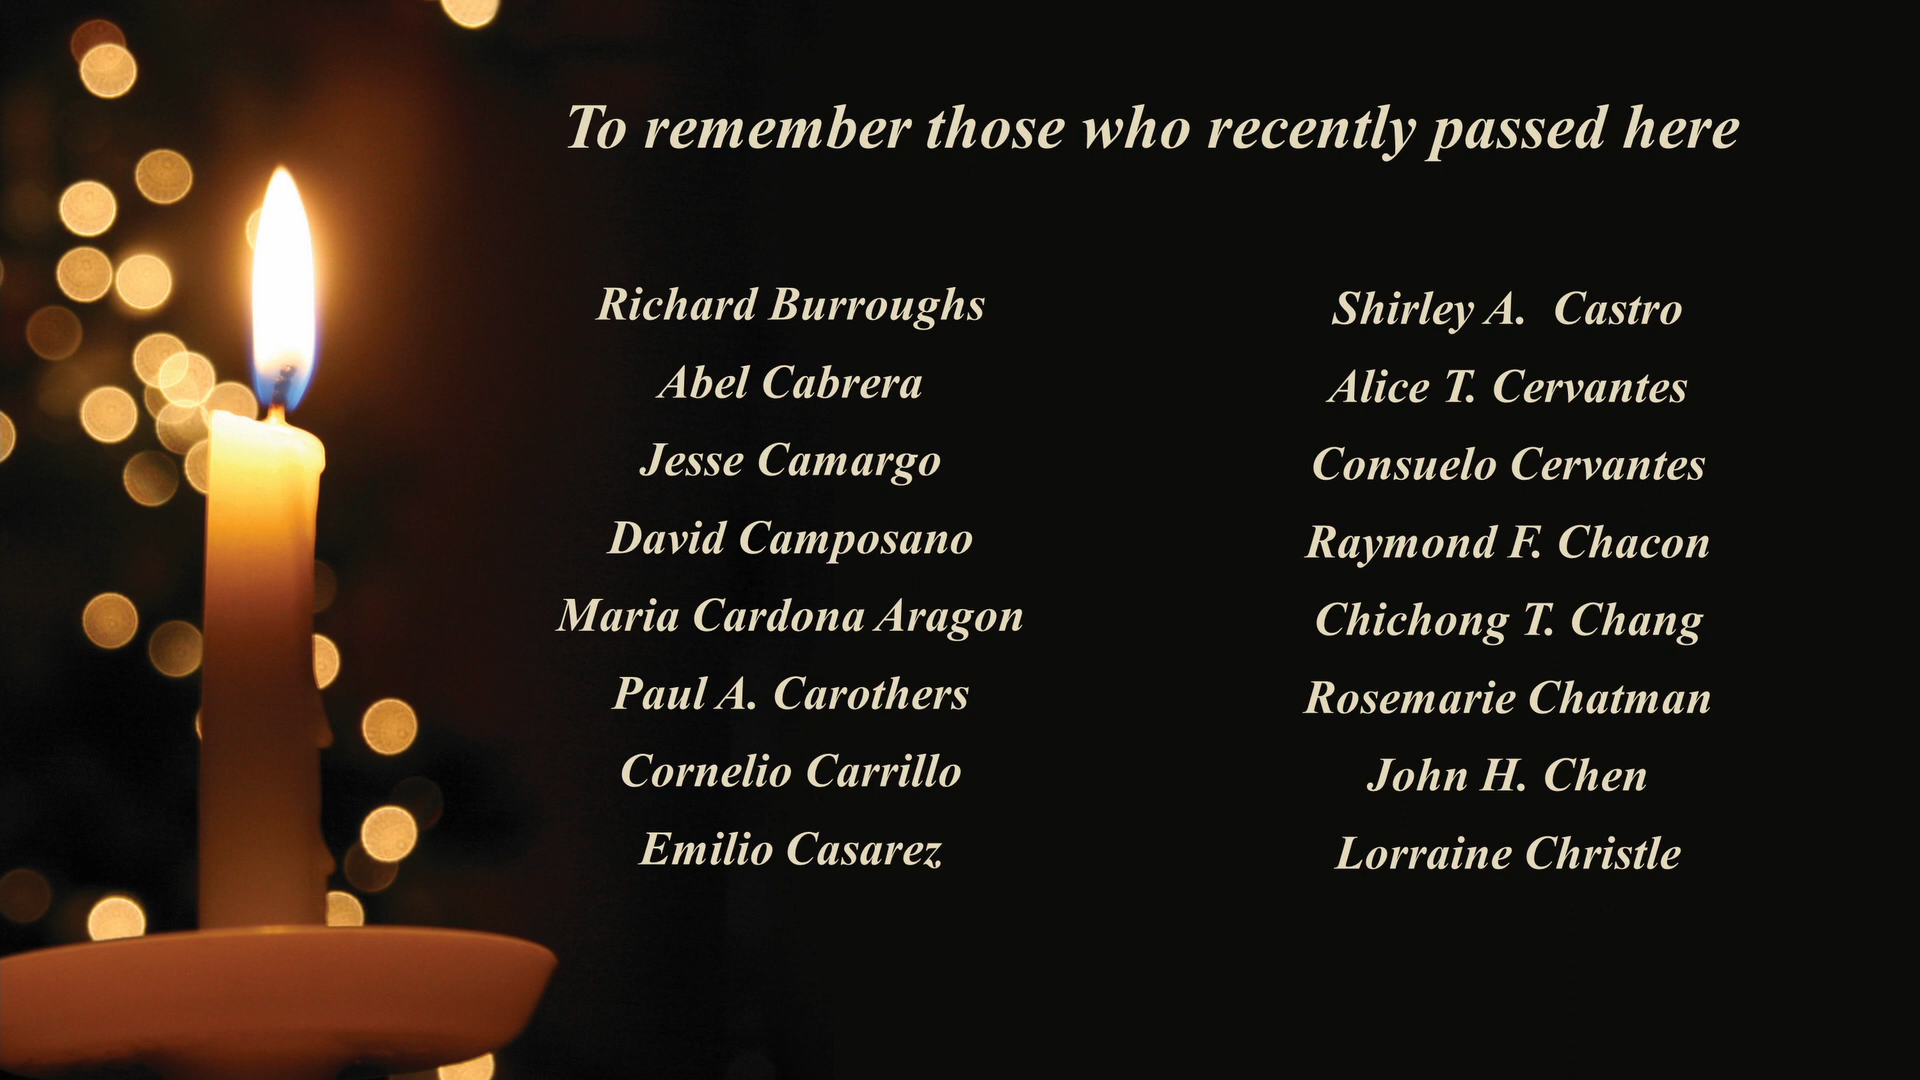 To remember those who recently passed here
Richard Burroughs
Abel Cabrera
Jesse Camargo
David Camposano
Maria Cardona Aragon
Paul A. Carothers
Cornelio Carrillo
Emilio Casarez
Shirley A.  Castro
Alice T. Cervantes
Consuelo Cervantes
Raymond F. Chacon
Chichong T. Chang
Rosemarie Chatman
John H. Chen
Lorraine Christle